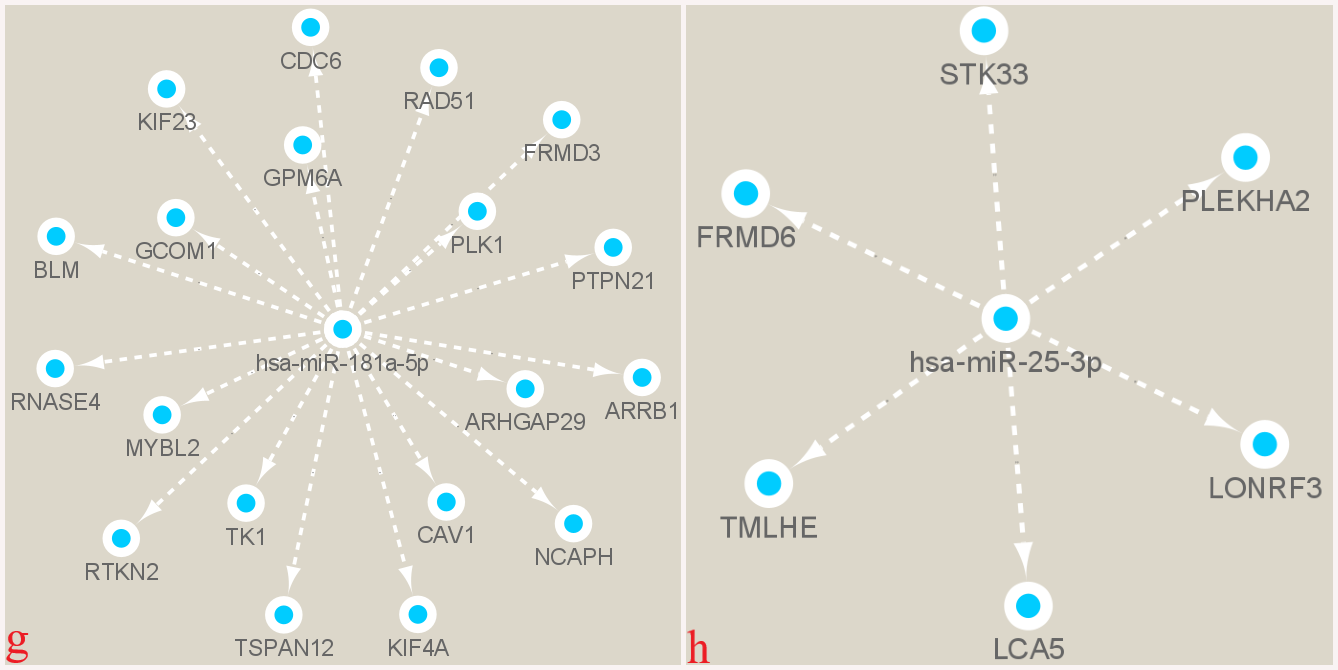 CDC6
RAD51
KIF23
FRMD3
GPM6A
PLK1
GCOM1
BLM
PTPN21
hsa-miR-181a-5p
RNASE4
ARRB1
ARHGAP29
MYBL2
TK1
CAV1
NCAPH
RTKN2
TSPAN12
KIF4A
g
STK33
PLEKHA2
FRMD6
hsa-miR-25-3p
LONRF3
TMLHE
LCA5
h